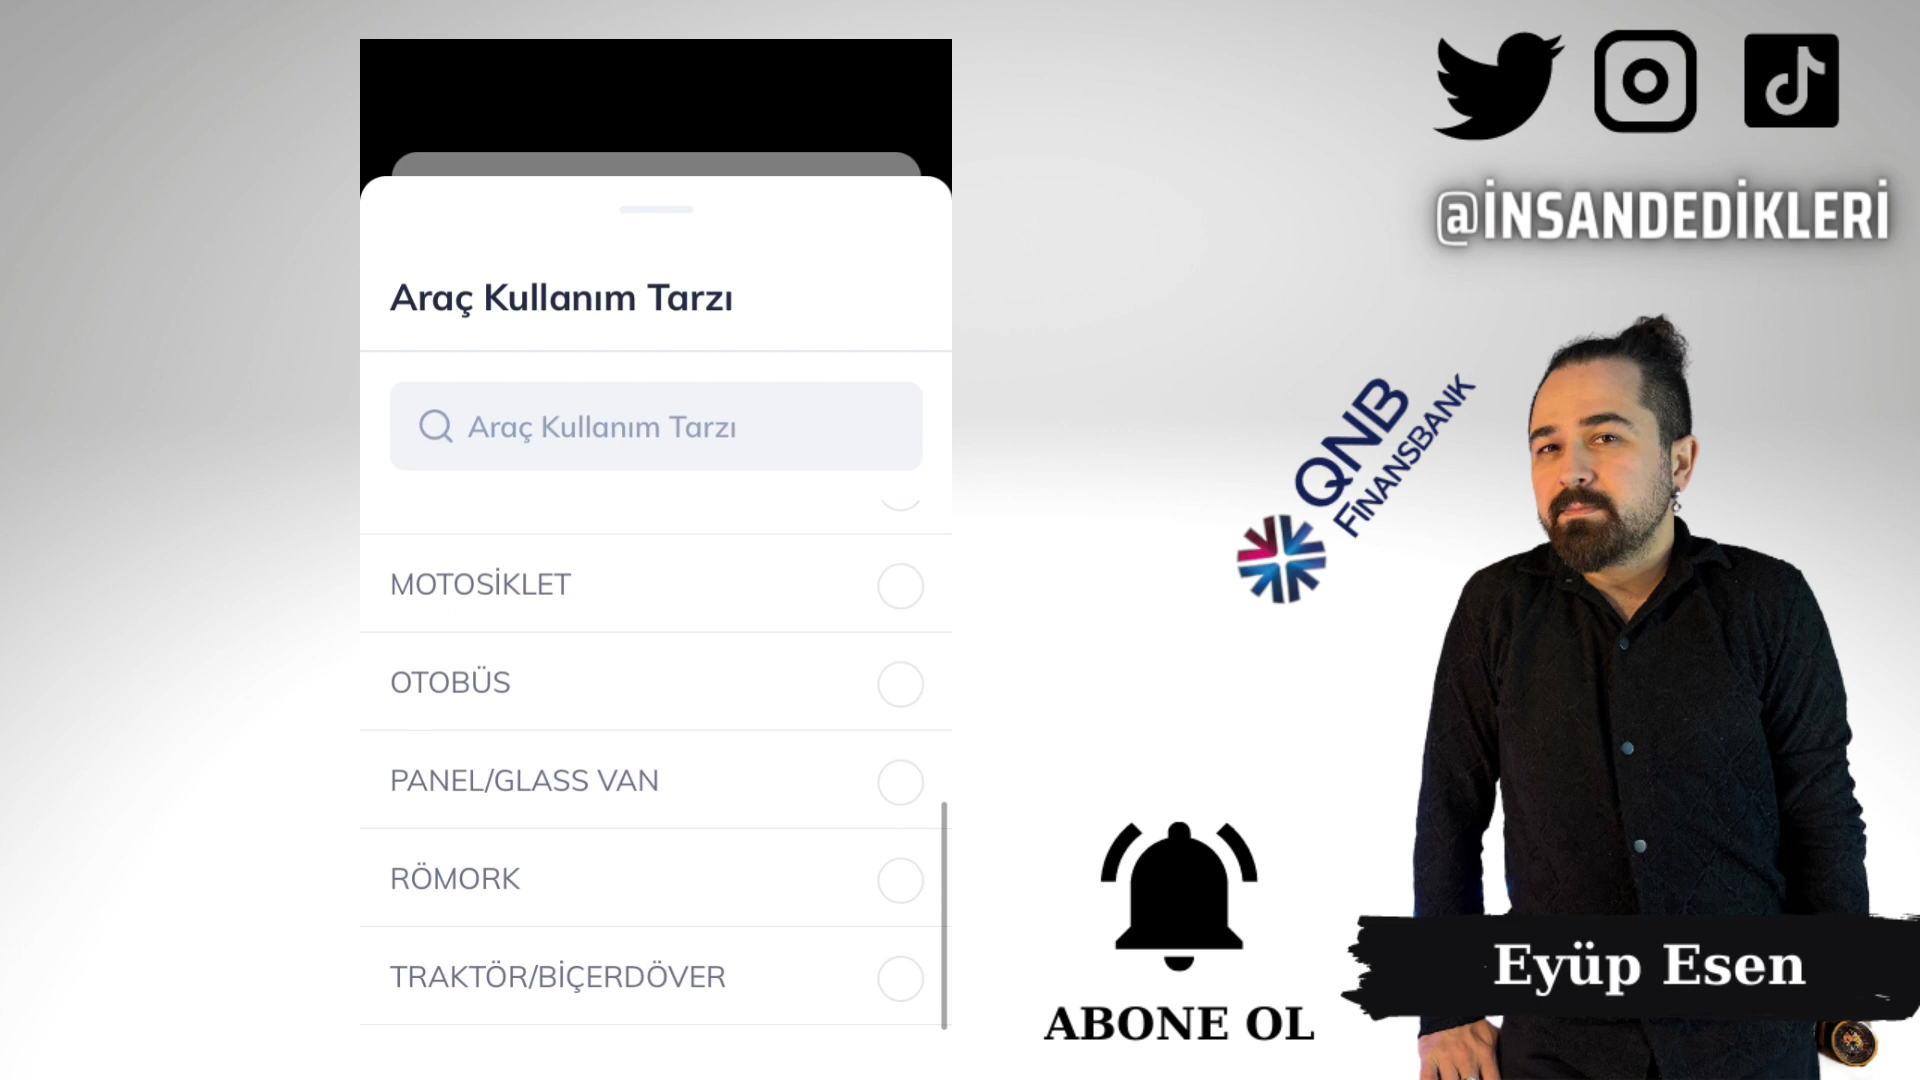 @İNSANDEDİKLERİ
Araç Kullanım Tarzı
Araç Kullanım Tarzı
QNB
FİNANSBANK
MOTOSİKLET
OTOBÜS
PANEL/GLASS VAN
RÖMORK
TRAKTÖR/BİÇERDÖVER
Eyüp Esen
ABONE OL